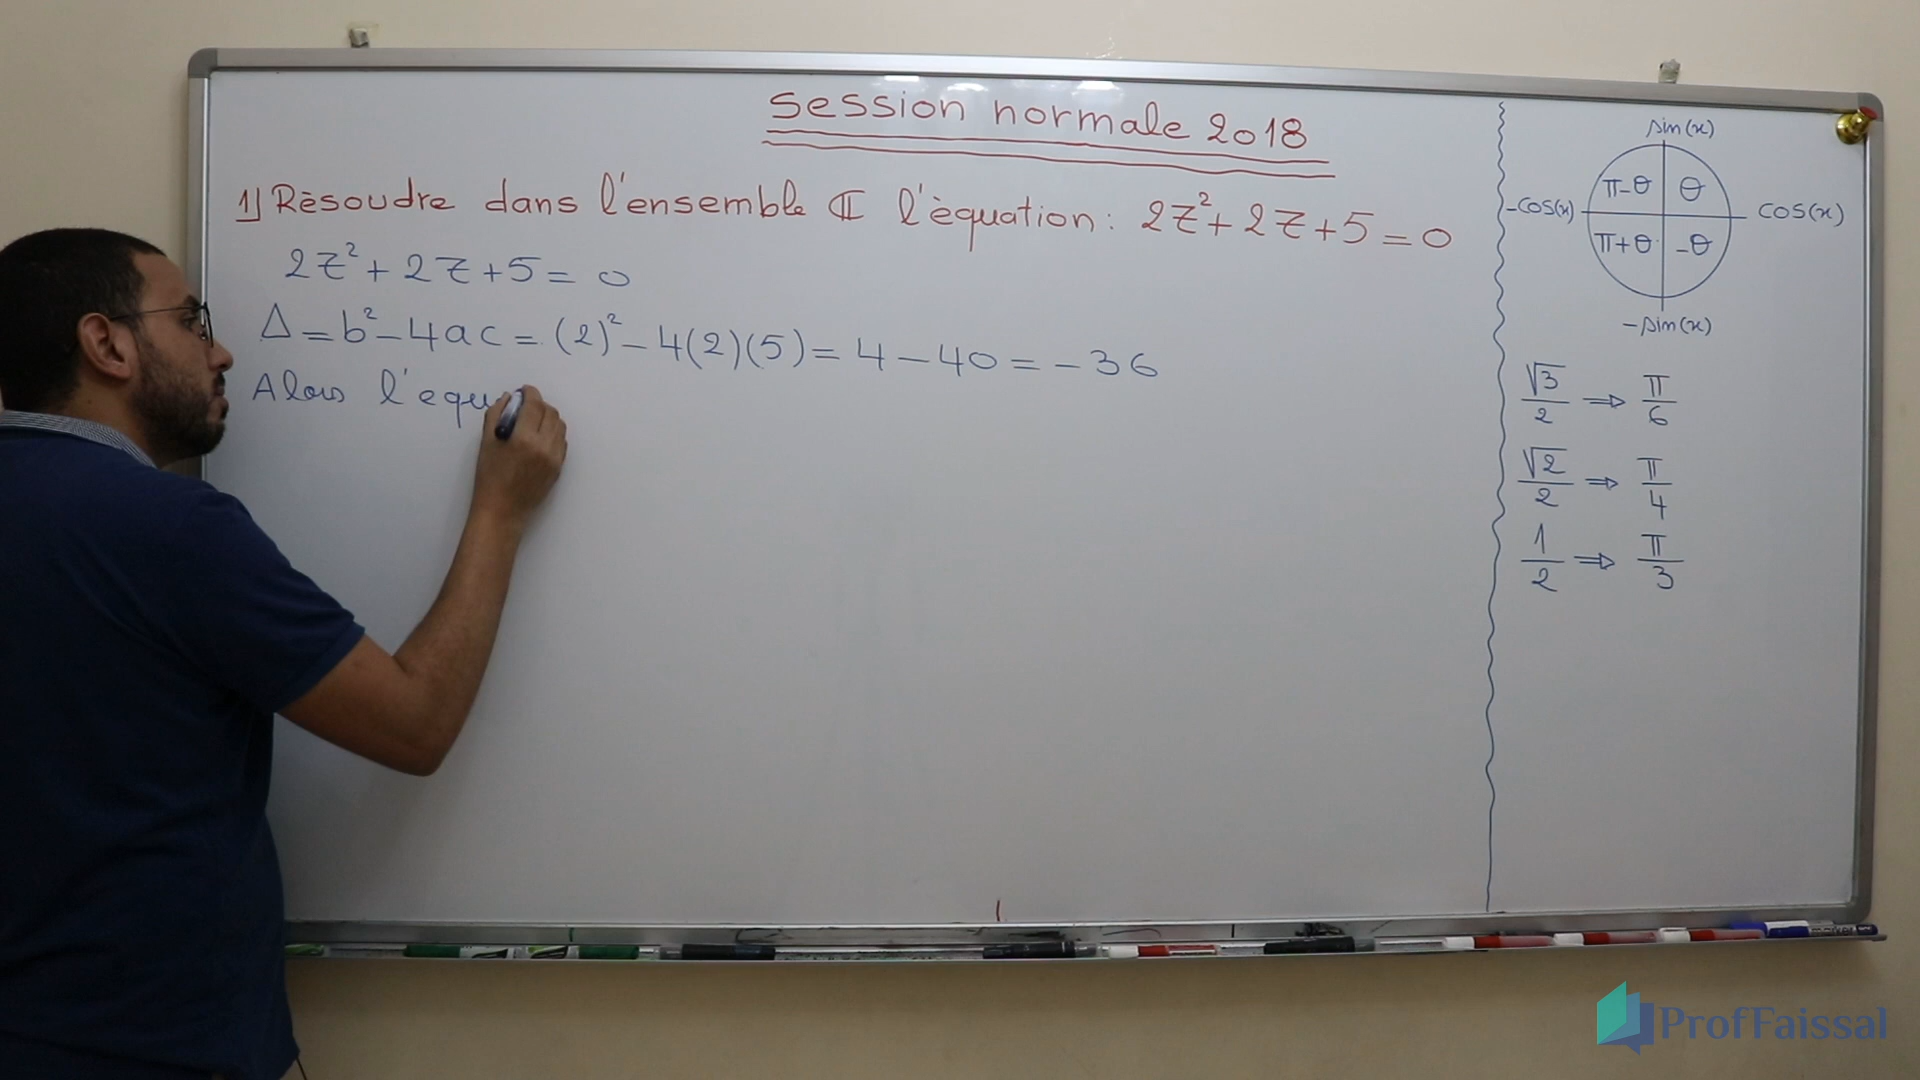 Session normale 2018
1) Résoudre dans l'ensemble ℂ l'équation: 2Z²+2Z+5=0
2Z²+2Z+5=0
Δ=b²-4ac=(2)²-4(2)(5)=4-40=-36
Alors l'equ
sin(x)
π-θ θ
-cos(x) cos(x)
π+θ -θ
-sin(x)
√3/2 ⇒ π/6
√2/2 ⇒ π/4
1/2 ⇒ π/3
ProfFaissal